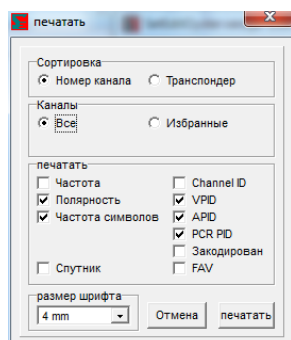 печатать
Сортировка
Номер канала Транспондер
Каналы
Все Избранные
печатать
Частота Channel ID
Полярность VPID
Частота символов APID
PCR PID
Закодирован
Спутник FAV
размер шрифта
4 mm Отмена печатать